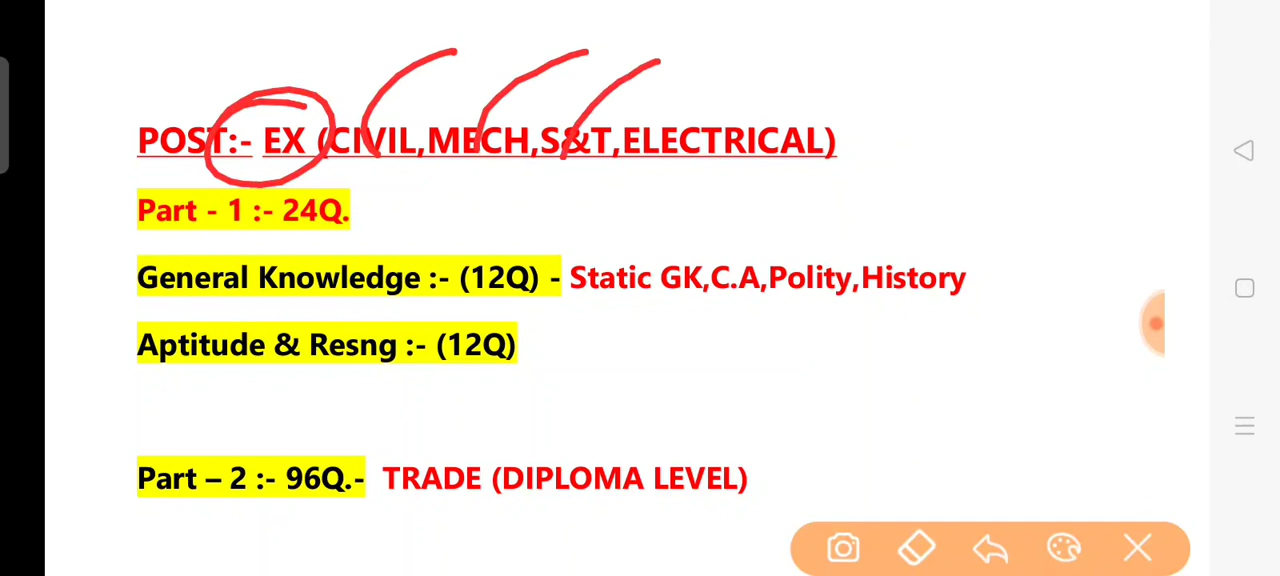 POST:- EX (CIVIL,MECH,S&T,ELECTRICAL)
Part - 1 :- 24Q.
General Knowledge :- (12Q) - Static GK,C.A,Polity,History
Aptitude & Resng :- (12Q)
Part – 2 :- 96Q.- TRADE (DIPLOMA LEVEL)